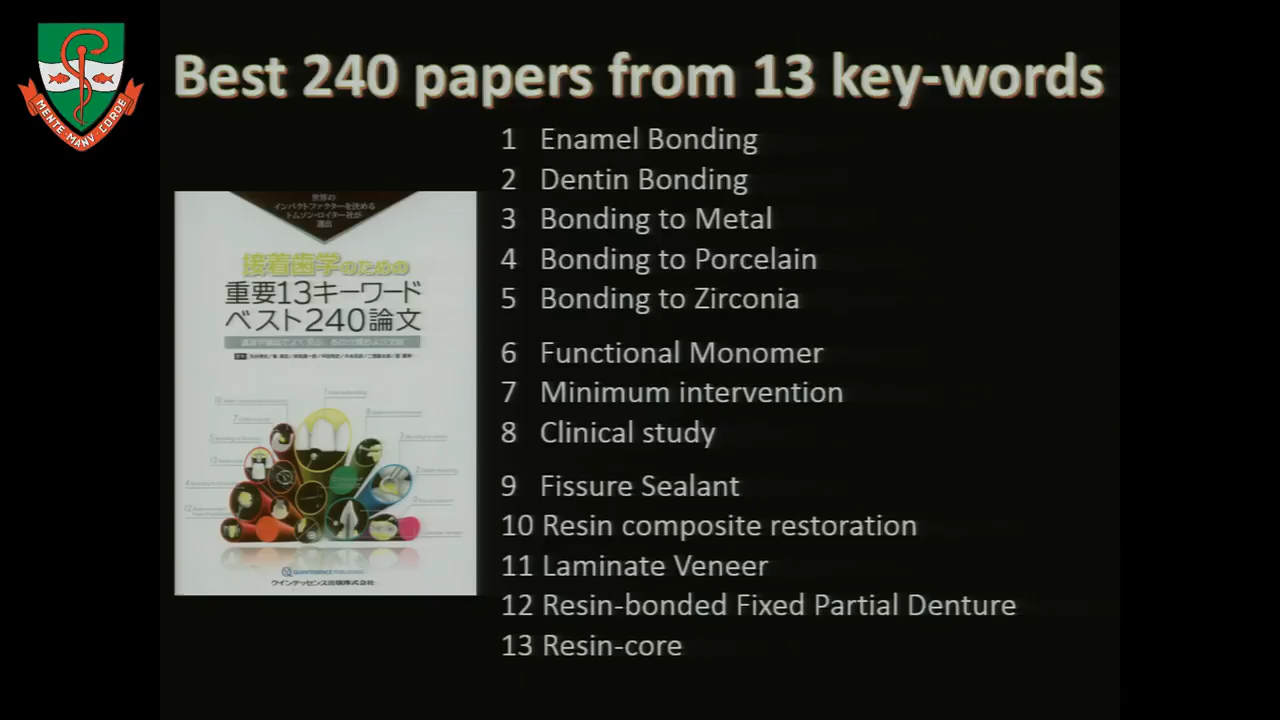 MENTE·MANV·CORDE
Best 240 papers from 13 key-words
1 Enamel Bonding
2 Dentin Bonding
3 Bonding to Metal
4 Bonding to Porcelain
5 Bonding to Zirconia
6 Functional Monomer
7 Minimum intervention
8 Clinical study
9 Fissure Sealant
10 Resin composite restoration
11 Laminate Veneer
12 Resin-bonded Fixed Partial Denture
13 Resin-core
世界の
インパクトファクターを決める
トムソン・ロイター社が
選出
接着歯学のための
重要13キーワード
ベスト240論文
QUINTESSENCE PUBLISHING
クインテッセンス出版株式会社